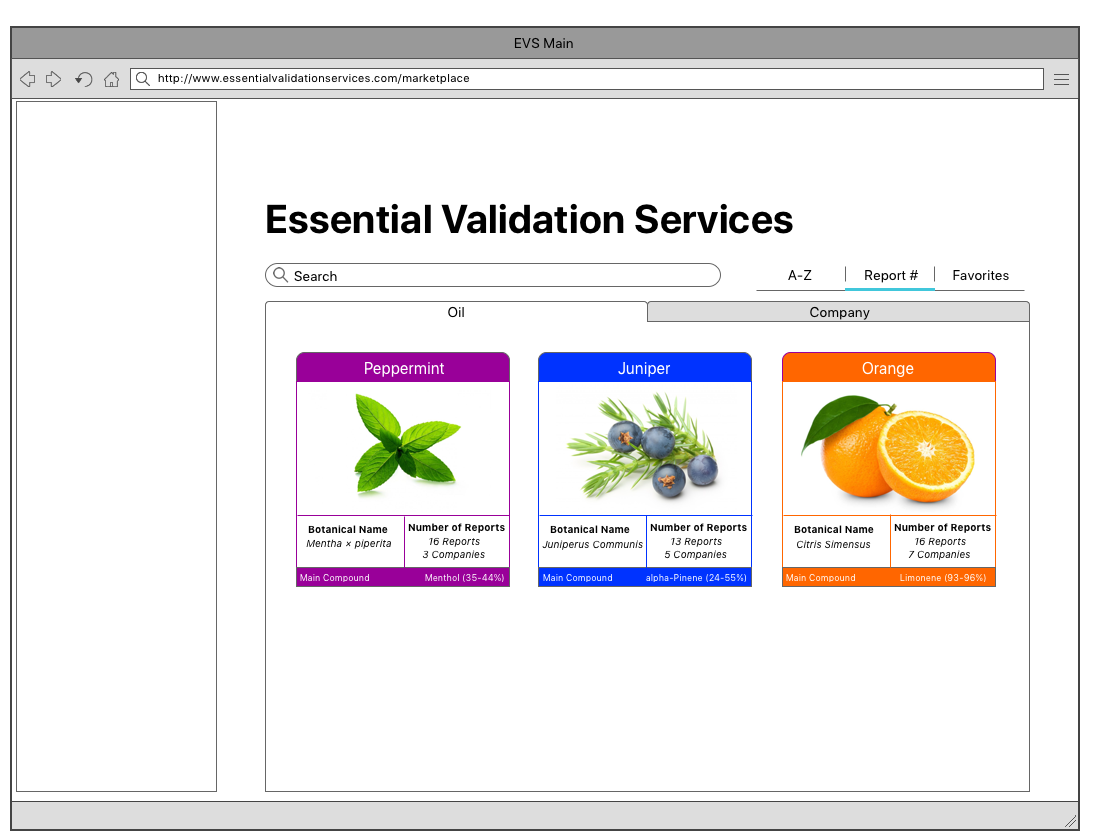 EVS Main
http://www.essentialvalidationservices.com/marketplace
Essential Validation Services
Search
A-Z
Report #
Favorites
Oil
Company
Peppermint
Botanical Name
Mentha × piperita
Number of Reports
16 Reports
3 Companies
Main Compound
Menthol (35-44%)
Juniper
Botanical Name
Juniperus Communis
Number of Reports
13 Reports
5 Companies
Main Compound
alpha-Pinene (24-55%)
Orange
Botanical Name
Citris Simensus
Number of Reports
16 Reports
7 Companies
Main Compound
Limonene (93-96%)